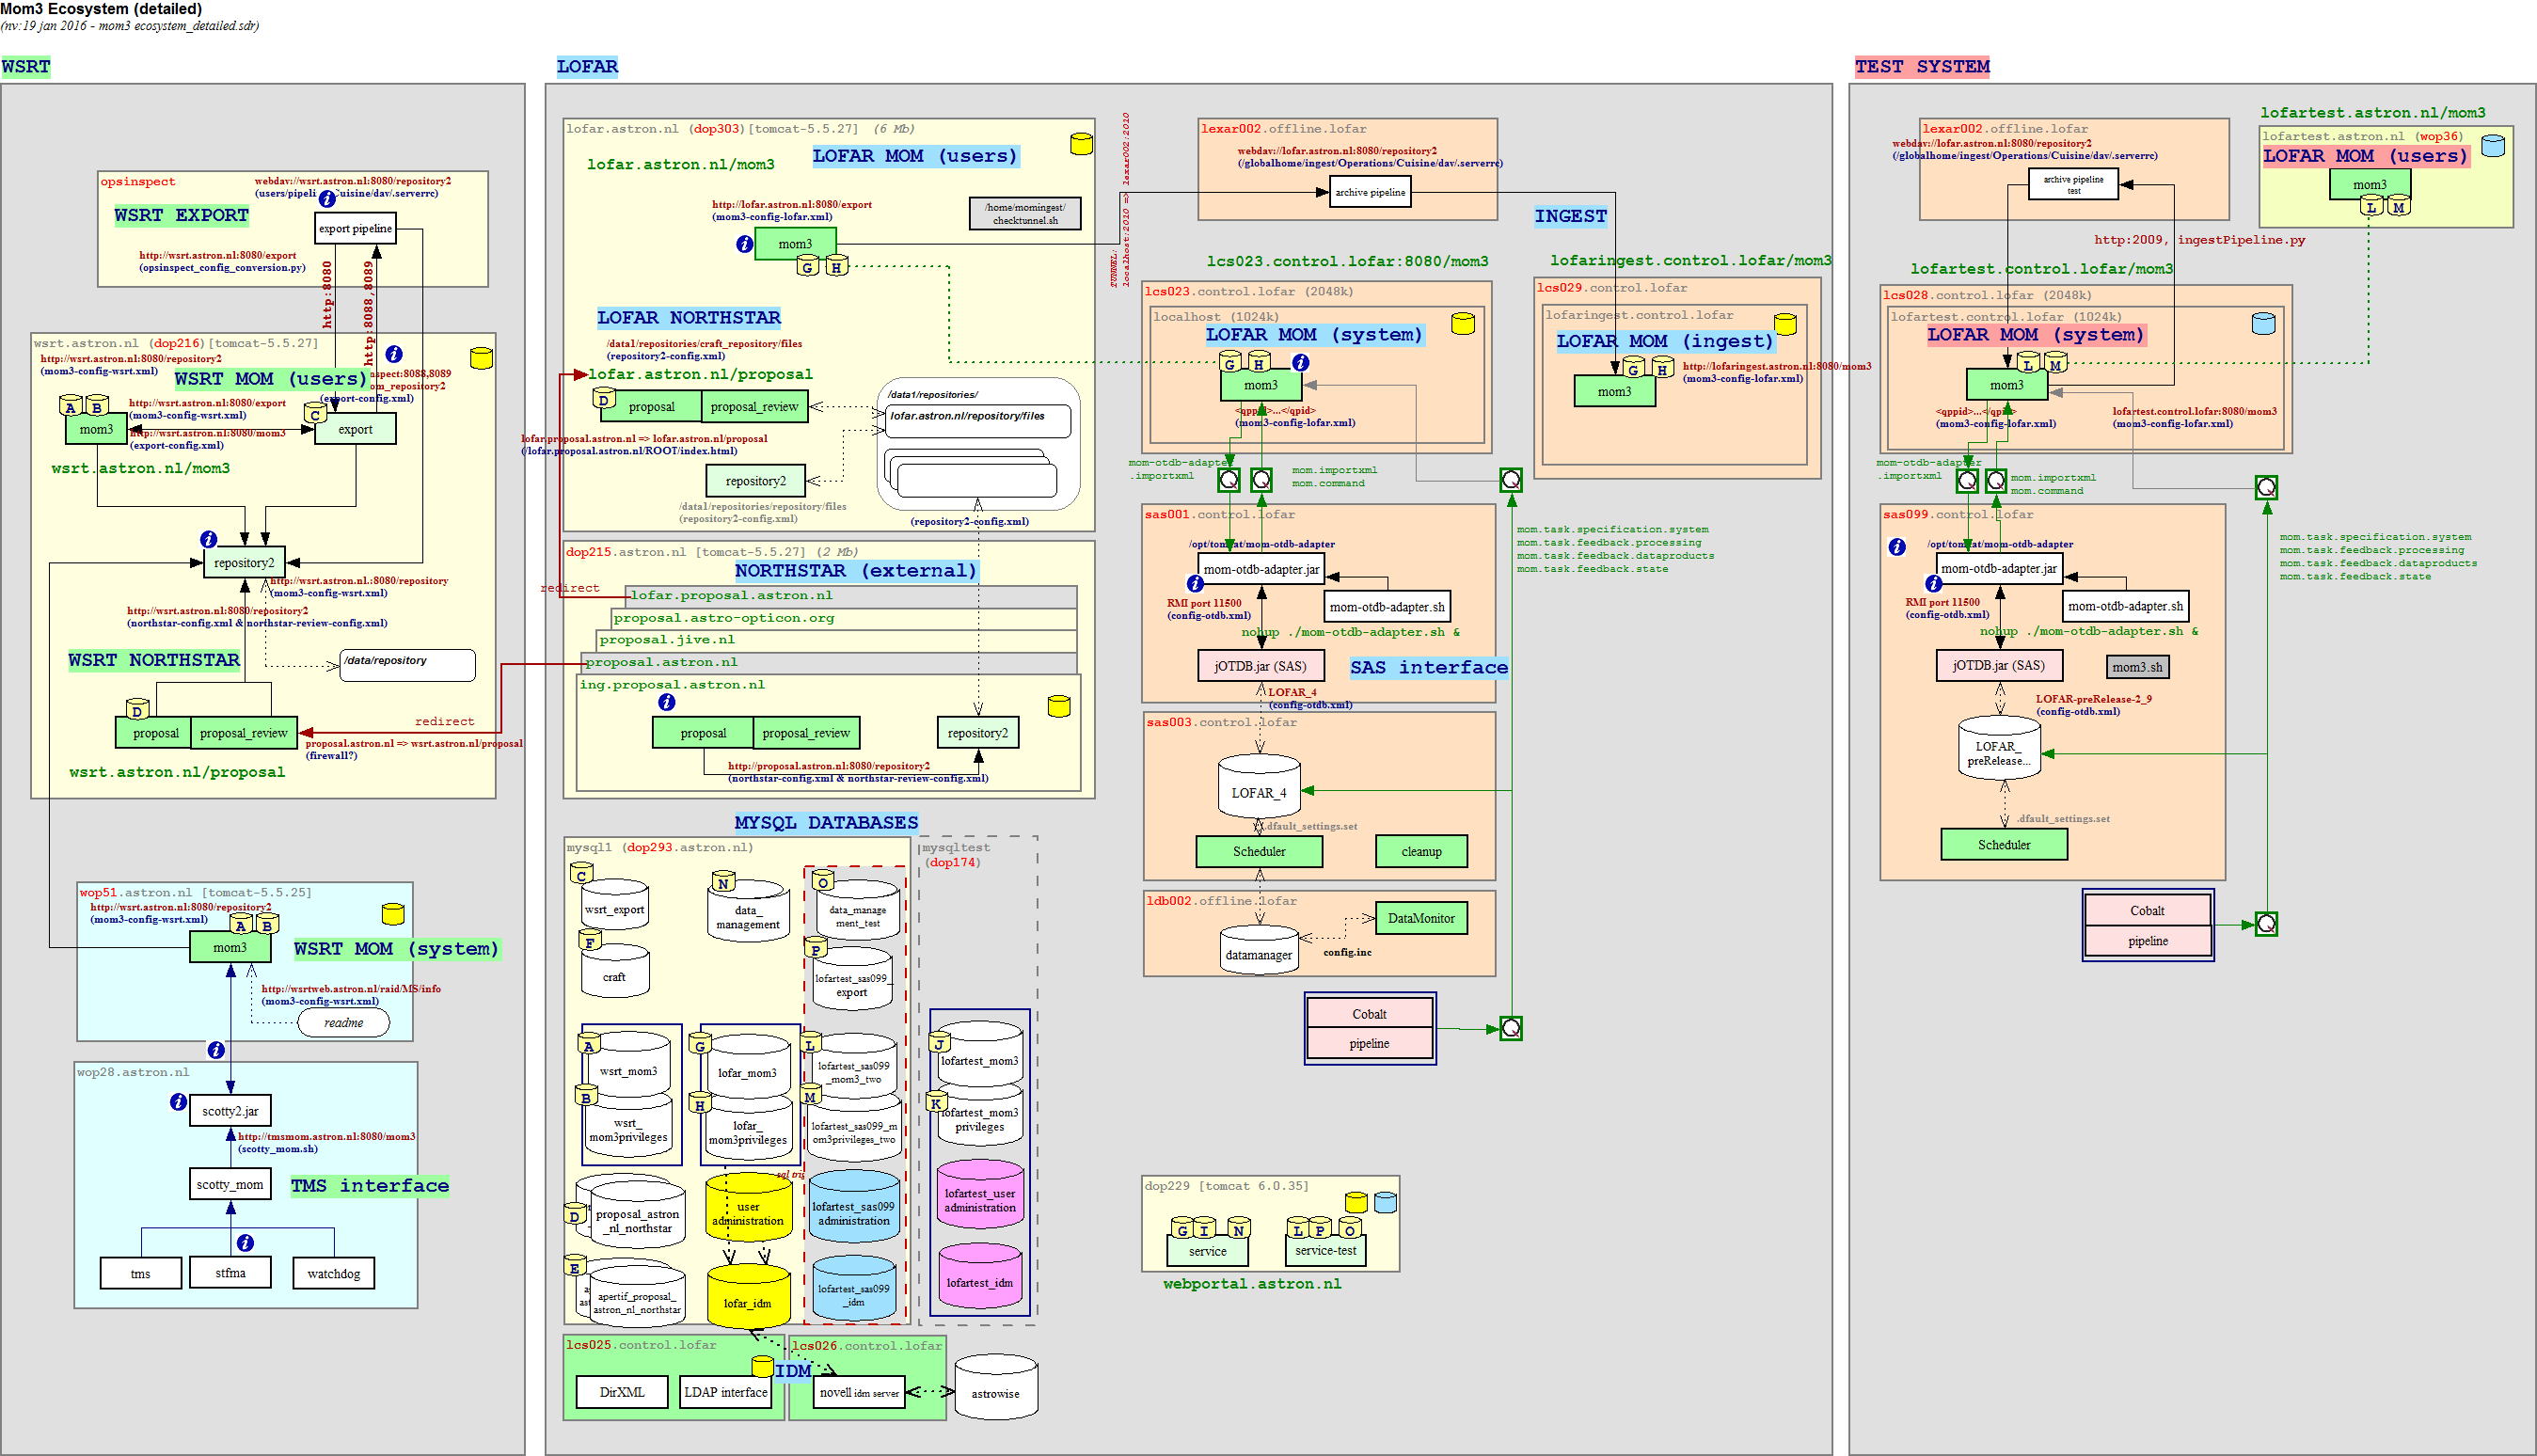 Mom3 Ecosystem (detailed)
(nv:19 jan 2016 - mom3 ecosystem_detailed.sdr)
WSRT
opsinspect
webdav://wsrt.astron.nl:8080/repository2
(users/pipeli Cuisine/dav/.serverrc)
WSRT EXPORT
export pipeline
http://wsrt.astron.nl:8080/export
(opsinspect_config_conversion.py)
http:8080
http:8088,8089
wsrt.astron.nl (dop216)[tomcat-5.5.27]
http://wsrt.astron.nl:8080/repository2
(mom3-config-wsrt.xml)
WSRT MOM (users)
nspect:8088,8089
om_repository2
(export-config.xml)
A B
http://wsrt.astron.nl:8080/export
(mom3-config-wsrt.xml)
C
mom3
export
http://wsrt.astron.nl:8080/mom3
(export-config.xml)
wsrt.astron.nl/mom3
repository2
http://wsrt.astron.nl:8080/repository
(mom3-config-wsrt.xml)
http://wsrt.astron.nl:8080/repository2
(northstar-config.xml & northstar-review-config.xml)
WSRT NORTHSTAR
/data/repository
D
proposal
proposal_review
redirect
proposal.astron.nl => wsrt.astron.nl/proposal
(firewall?)
wsrt.astron.nl/proposal
wop51.astron.nl [tomcat-5.5.25]
http://wsrt.astron.nl:8080/repository2
(mom3-config-wsrt.xml)
A B
mom3
WSRT MOM (system)
http://wsrtweb.astron.nl/raid/MS/info
(mom3-config-wsrt.xml)
readme
wop28.astron.nl
scotty2.jar
http://tmsmom.astron.nl:8080/mom3
(scotty_mom.sh)
scotty_mom
TMS interface
tms
stfma
watchdog
LOFAR
lofar.astron.nl (dop303)[tomcat-5.5.27] (6 Mb)
lofar.astron.nl/mom3
LOFAR MOM (users)
http://lofar.astron.nl:8080/export
(mom3-config-lofar.xml)
/home/momingest/
checktunnel.sh
mom3
G H
TUNNEL:
localhost:2010 => lexar002:2010
LOFAR NORTHSTAR
/data1/repositories/craft_repository/files
(repository2-config.xml)
lofar.astron.nl/proposal
D
proposal
proposal_review
/data1/repositories/
lofar.astron.nl/repository/files
lofar.proposal.astron.nl => lofar.astron.nl/proposal
(/lofar.proposal.astron.nl/ROOT/index.html)
repository2
/data1/repositories/repository/files
(repository2-config.xml)
(repository2-config.xml)
dop215.astron.nl [tomcat-5.5.27] (2 Mb)
NORTHSTAR (external)
redirect
lofar.proposal.astron.nl
proposal.astro-opticon.org
proposal.jive.nl
proposal.astron.nl
ing.proposal.astron.nl
proposal
proposal_review
repository2
http://proposal.astron.nl:8080/repository2
(northstar-config.xml & northstar-review-config.xml)
MYSQL DATABASES
mysql1 (dop293.astron.nl)
C
wsrt_export
N
data_
management
O
data_manage
ment_test
F
craft
P
lofartest_sas099_
export
A
wsrt_mom3
B
wsrt_
mom3privileges
G
lofar_mom3
H
lofar_
mom3privileges
L
lofartest_sas099
_mom3_two
M
lofartest_sas099_m
om3privileges_two
D
proposal_astron
_nl_northstar
user
administration
lofartest_sas099
administration
E
apertif_proposal_
astron_nl_northstar
lofar_idm
lofartest_sas099
_idm
mysqltest
(dop174)
J
lofartest_mom3
K
lofartest_mom3
privileges
lofartest_user
administration
lofartest_idm
lcs025.control.lofar
DirXML
LDAP interface
IDM
lcs026.control.lofar
novell idm server
astrowise
lexar002.offline.lofar
webdav://lofar.astron.nl:8080/repository2
(/globalhome/ingest/Operations/Cuisine/dav/.serverrc)
archive pipeline
INGEST
lcs023.control.lofar:8080/mom3
lcs023.control.lofar (2048k)
localhost (1024k)
LOFAR MOM (system)
G H
mom3
<qppid>...</qpid>
(mom3-config-lofar.xml)
lofaringest.control.lofar/mom3
lcs029.control.lofar
lofaringest.control.lofar
LOFAR MOM (ingest)
G H
http://lofaringest.astron.nl:8080/mom3
(mom3-config-lofar.xml)
mom3
mom-otdb-adapter
.importxml
mom.importxml
mom.command
sas001.control.lofar
/opt/tomcat/mom-otdb-adapter
mom-otdb-adapter.jar
RMI port 11500
(config-otdb.xml)
mom-otdb-adapter.sh
nohup ./mom-otdb-adapter.sh &
jOTDB.jar (SAS)
SAS interface
LOFAR_4
(config-otdb.xml)
mom.task.specification.system
mom.task.feedback.processing
mom.task.feedback.dataproducts
mom.task.feedback.state
sas003.control.lofar
LOFAR_4
.dfault_settings.set
Scheduler
cleanup
ldb002.offline.lofar
DataMonitor
datamanager
config.inc
Cobalt
pipeline
dop229 [tomcat 6.0.35]
G I N
service
L P O
service-test
webportal.astron.nl
TEST SYSTEM
lexar002.offline.lofar
webdav://lofar.astron.nl:8080/repository2
(/globalhome/ingest/Operations/Cuisine/dav/.serverrc)
archive pipeline
test
lofartest.astron.nl/mom3
lofartest.astron.nl (wop36)
LOFAR MOM (users)
mom3
L M
http:2009, ingestPipeline.py
lofartest.control.lofar/mom3
lcs028.control.lofar (2048k)
lofartest.control.lofar (1024k)
LOFAR MOM (system)
L M
mom3
<qppid>...</qpid>
(mom3-config-lofar.xml)
lofartest.control.lofar:8080/mom3
(mom3-config-lofar.xml)
mom-otdb-adapter
.importxml
mom.importxml
mom.command
sas099.control.lofar
/opt/tomcat/mom-otdb-adapter
mom-otdb-adapter.jar
RMI port 11500
(config-otdb.xml)
mom-otdb-adapter.sh
nohup ./mom-otdb-adapter.sh &
jOTDB.jar (SAS)
mom3.sh
LOFAR-preRelease-2_9
(config-otdb.xml)
LOFAR_
preRelease...
.dfault_settings.set
Scheduler
mom.task.specification.system
mom.task.feedback.processing
mom.task.feedback.dataproducts
mom.task.feedback.state
Cobalt
pipeline